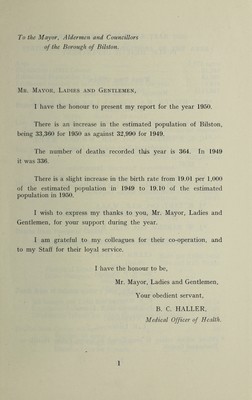 To the Mayor, Aldermen and Councillors
of the Borough of Bilston.
Mr. Mayor, Ladies and Gentlemen,
I have the honour to present my report for the year 1950.
There is an increase in the estimated population of Bilston,
being 33,300 for 1950 as against 32,990 for 1949.
The number of deaths recorded this year is 364. In 1949
it was 336.
There is a slight increase in the birth rate from 19.01 per 1,000
of the estimated population in 1949 to 19.10 of the estimated
population in 1950.
I wish to express my thanks to you, Mr. Mayor, Ladies and
Gentlemen, for your support during the year.
I am grateful to my colleagues for their co-operation, and
to my Staff for their loyal service.
I have the honour to be,
Mr. Mayor, Ladies and Gentlemen,
Your obedient servant,
B. C. HALLER,
Medical Officer of Health.
1